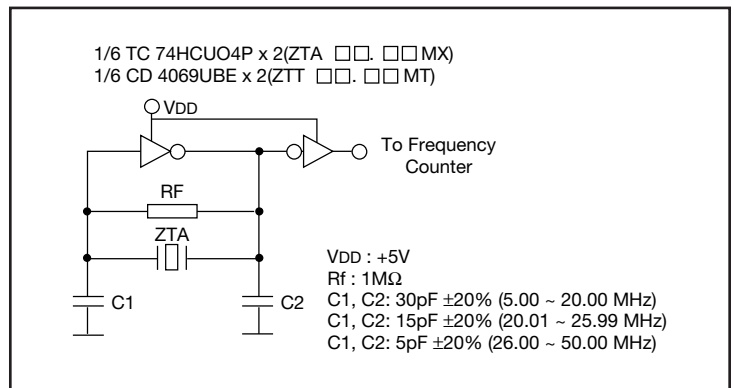 1/6 TC 74HCUO4P x 2(ZTA □□. □□ MX)
1/6 CD 4069UBE x 2(ZTT □□. □□ MT)
VDD
To Frequency
Counter
RF
ZTA
C1
C2
VDD : +5V
Rf : 1MΩ
C1, C2: 30pF ±20% (5.00 ~ 20.00 MHz)
C1, C2: 15pF ±20% (20.01 ~ 25.99 MHz)
C1, C2: 5pF ±20% (26.00 ~ 50.00 MHz)